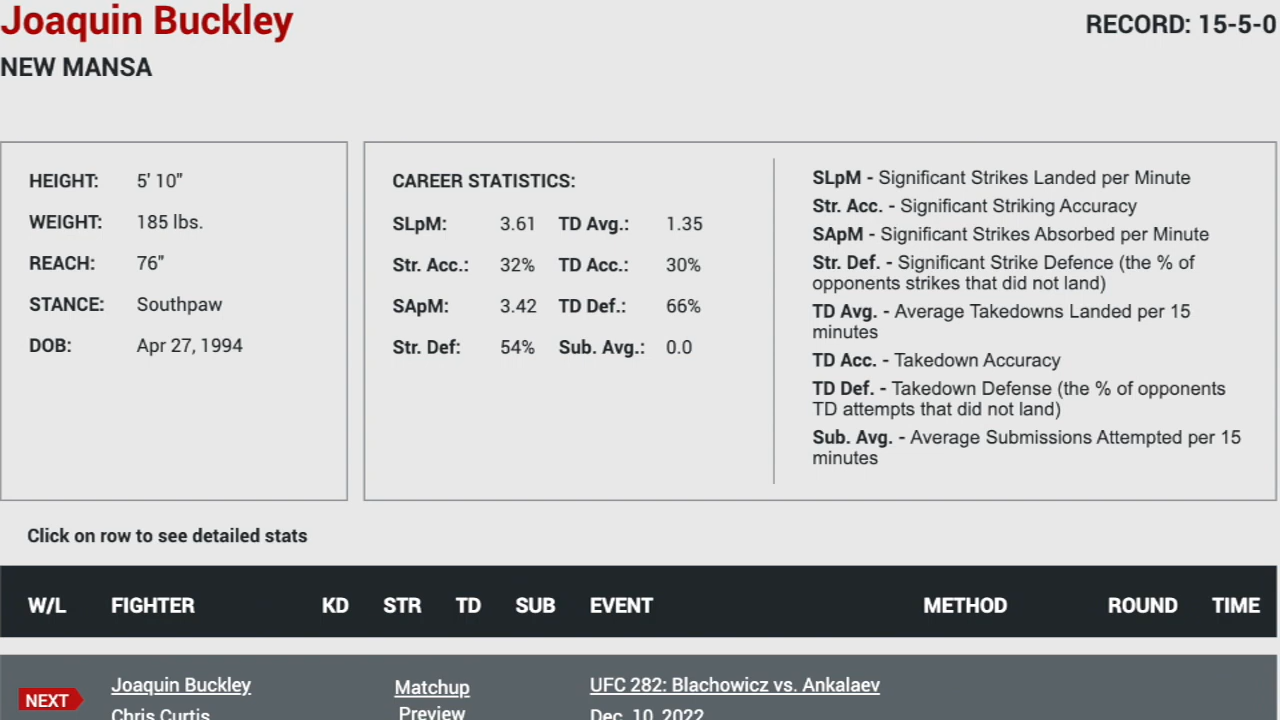 Joaquin Buckley
RECORD: 15-5-0
NEW MANSA
HEIGHT: 5' 10"
WEIGHT: 185 lbs.
REACH: 76"
STANCE: Southpaw
DOB: Apr 27, 1994
CAREER STATISTICS:
SLpM: 3.61 TD Avg.: 1.35
Str. Acc.: 32% TD Acc.: 30%
SApM: 3.42 TD Def.: 66%
Str. Def: 54% Sub. Avg.: 0.0
SLpM - Significant Strikes Landed per Minute
Str. Acc. - Significant Striking Accuracy
SApM - Significant Strikes Absorbed per Minute
Str. Def. - Significant Strike Defence (the % of
opponents strikes that did not land)
TD Avg. - Average Takedowns Landed per 15
minutes
TD Acc. - Takedown Accuracy
TD Def. - Takedown Defense (the % of opponents
TD attempts that did not land)
Sub. Avg. - Average Submissions Attempted per 15
minutes
Click on row to see detailed stats
W/L FIGHTER KD STR TD SUB EVENT METHOD ROUND TIME
NEXT
Joaquin Buckley
Chris Curtis
Matchup
Preview
UFC 282: Blachowicz vs. Ankalaev
Dec. 10, 2022